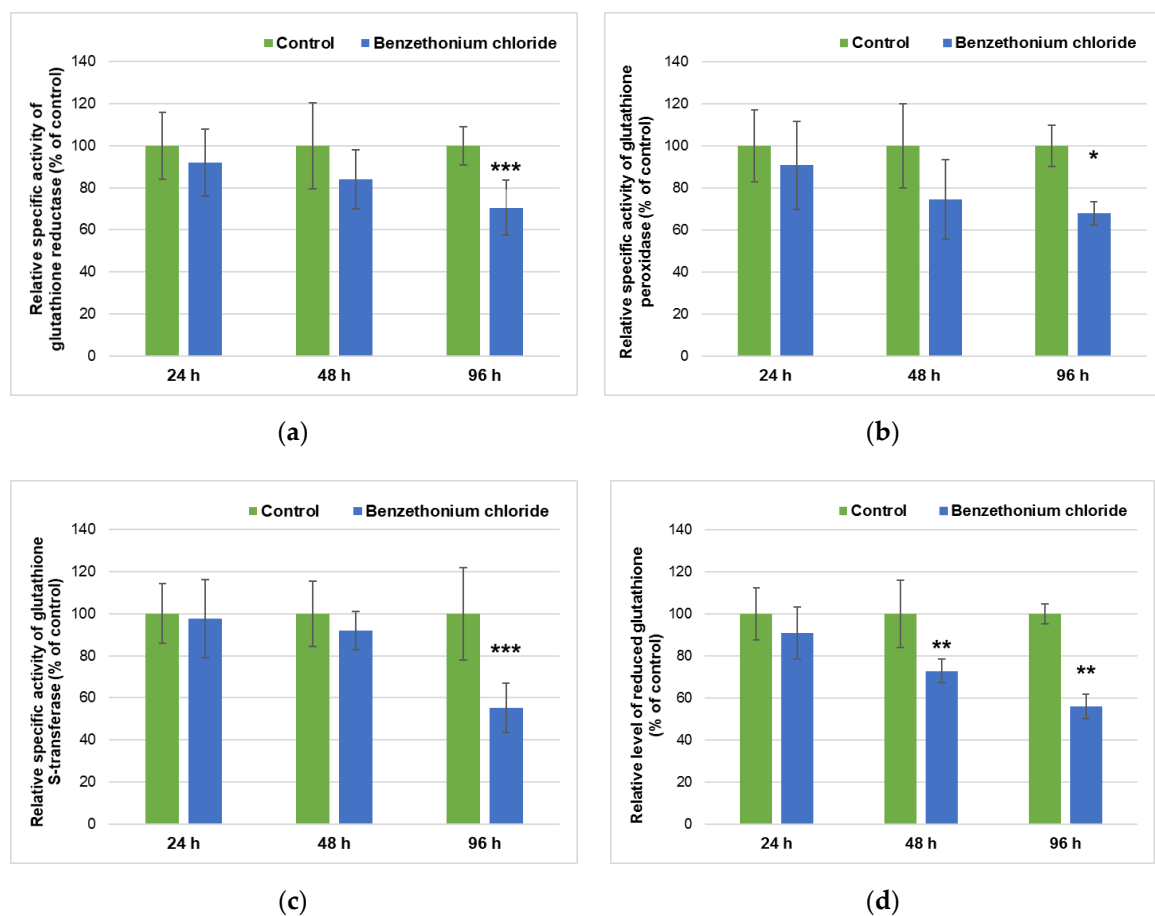 Control Benzethonium chloride
Relative specific activity of
glutathione reductase (% of control)
140
120
100
80
60
40
20
0
***
24 h 48 h 96 h
(a)
Control Benzethonium chloride
Relative specific activity of glutathione
peroxidase (% of control)
140
120
100
80
60
40
20
0
*
24 h 48 h 96 h
(b)
Control Benzethonium chloride
Relative specific activity of glutathione
S-transferase (% of control)
140
120
100
80
60
40
20
0
***
24 h 48 h 96 h
(c)
Control Benzethonium chloride
Relative level of reduced glutathione
(% of control)
140
120
100
80
60
40
20
0
** **
24 h 48 h 96 h
(d)